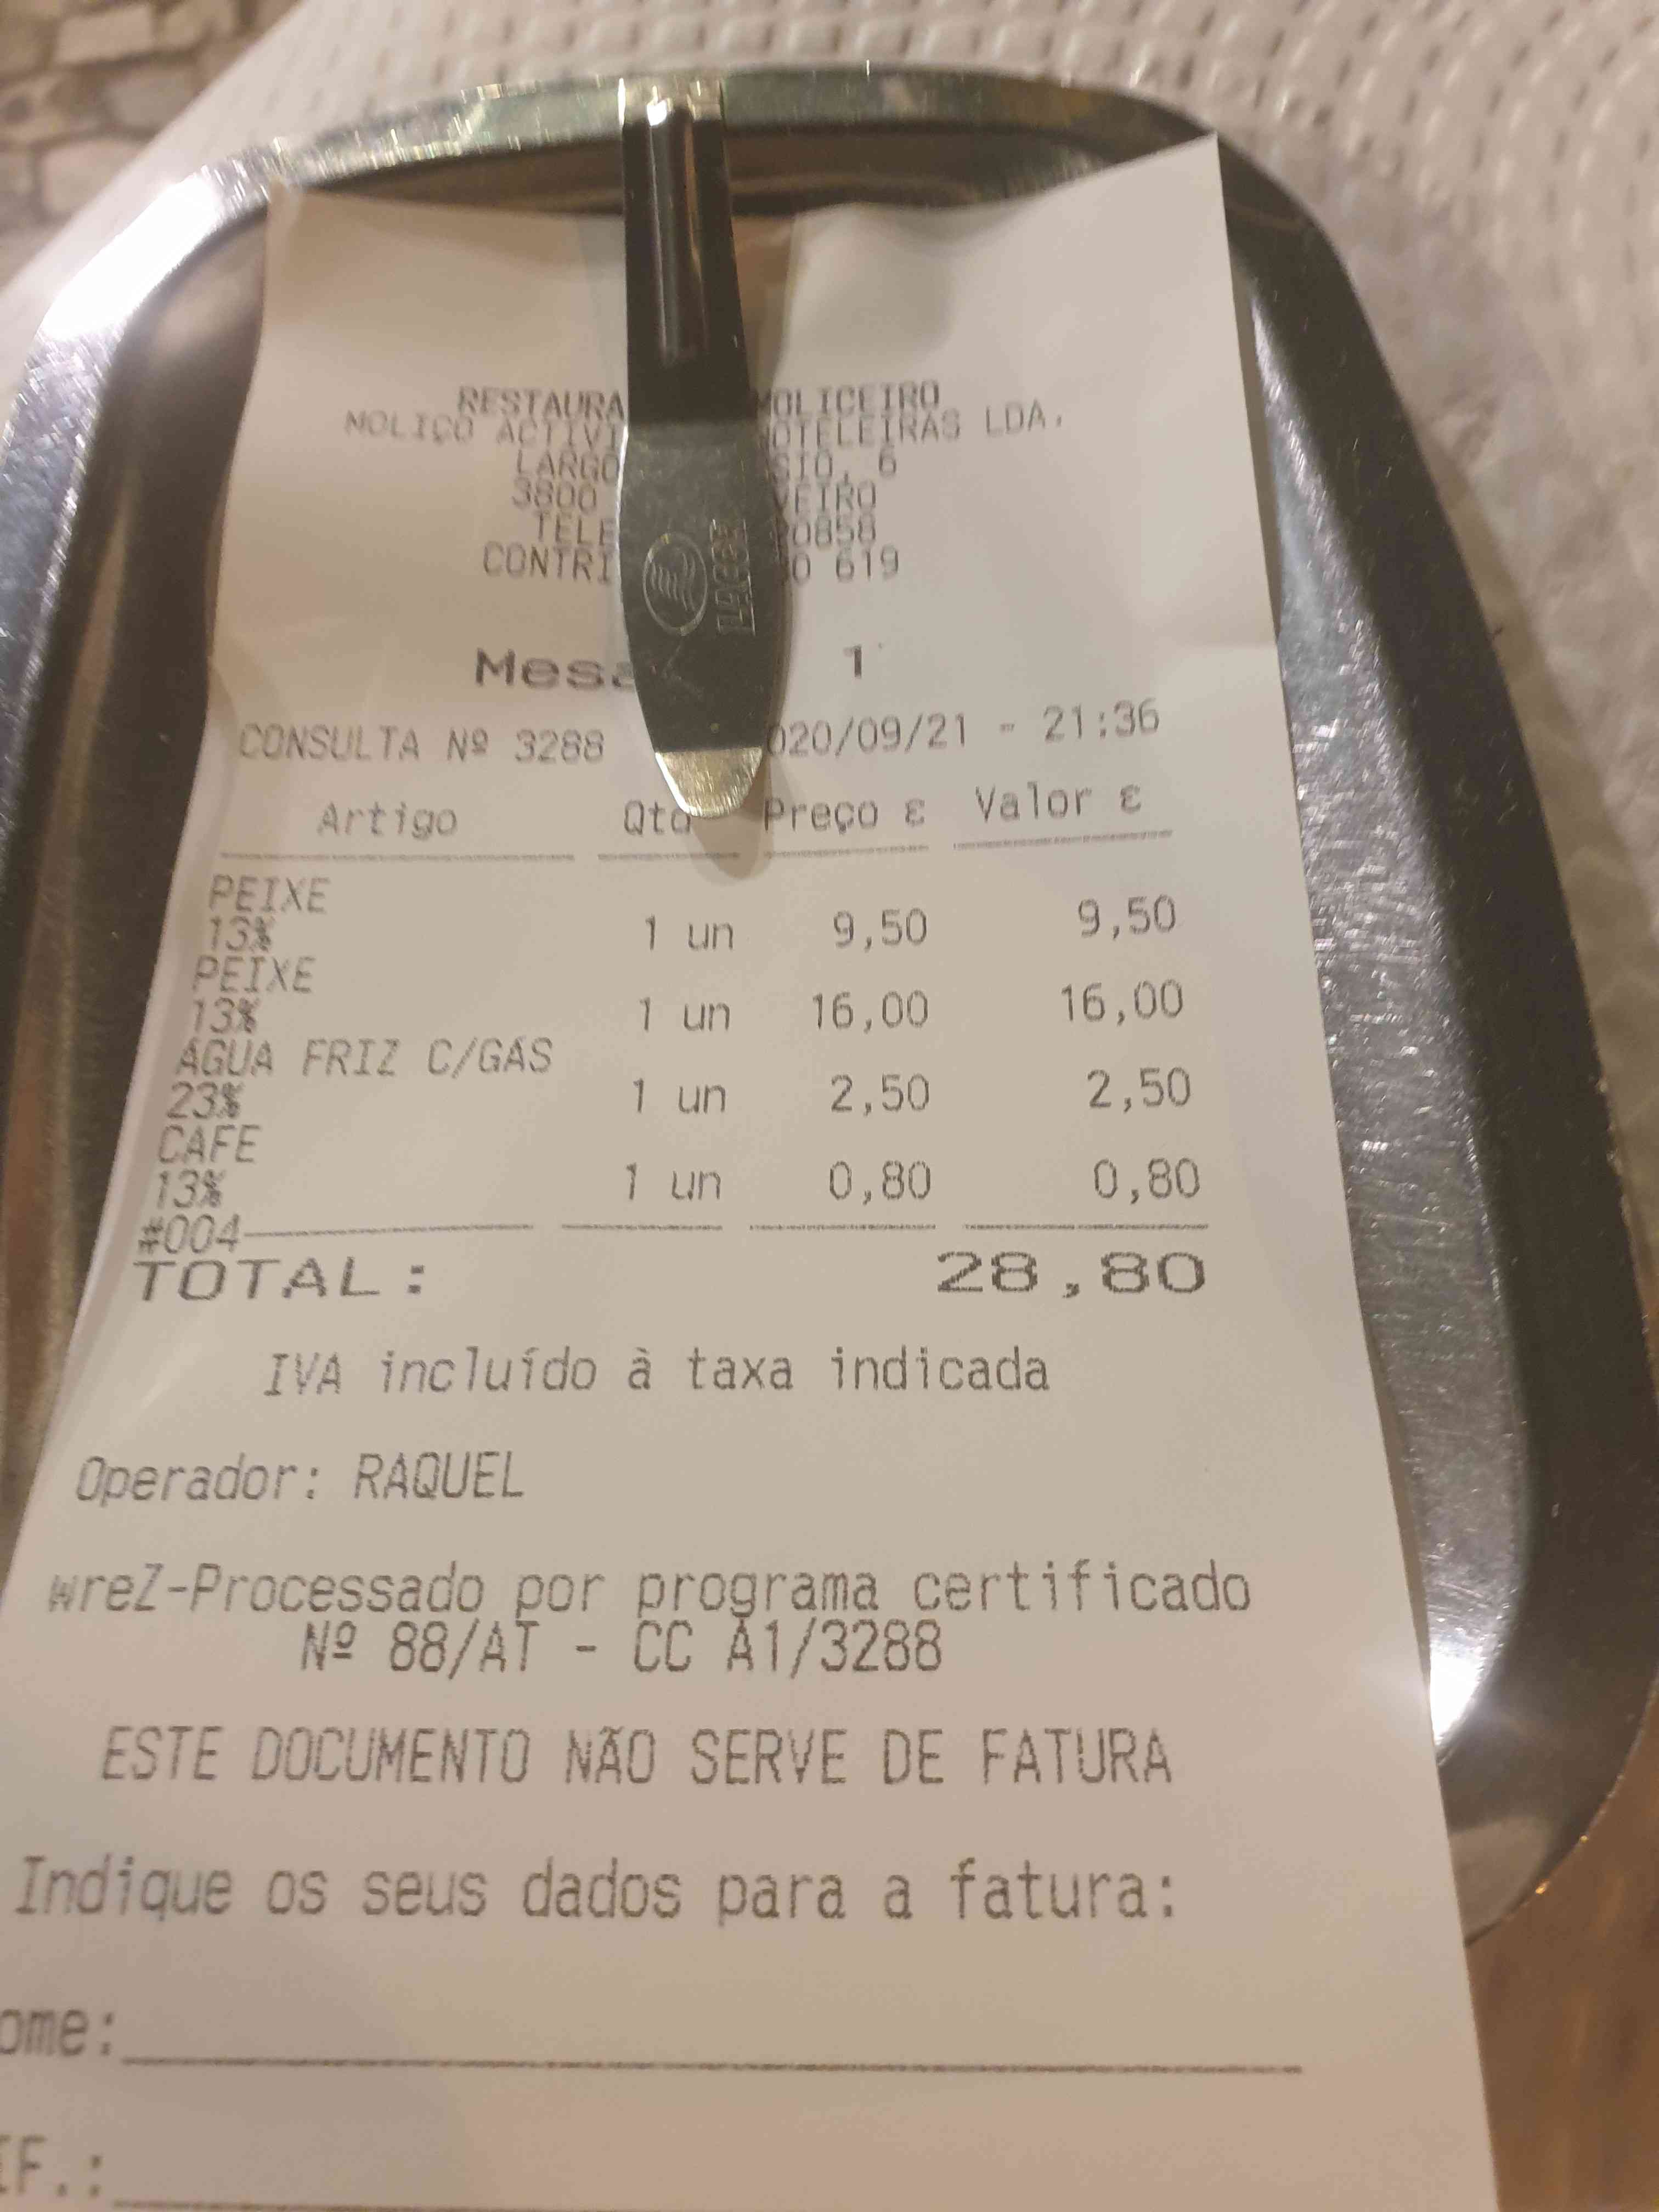 RESTAURA OLICEIRO
MOLIÇO ACTIVI OTELEIRAS LDA.
LARGO SIO, 6
3800 VEIRO
TELE 20858
CONTRI 0 619
LACOR
Mesa 1
CONSULTA Nº 3288 020/09/21 - 21:36
Artigo Qtd Preço € Valor €
PEIXE
13% 1 un 9,50 9,50
PEIXE
13% 1 un 16,00 16,00
AGUA FRIZ C/GÁS
23% 1 un 2,50 2,50
CAFE
13% 1 un 0,80 0,80
#004
TOTAL: 28,80
IVA incluído à taxa indicada
Operador: RAQUEL
wreZ-Processado por programa certificado
Nº 88/AT - CC A1/3288
ESTE DOCUMENTO NÃO SERVE DE FATURA
Indique os seus dados para a fatura:
ome:
IF.: